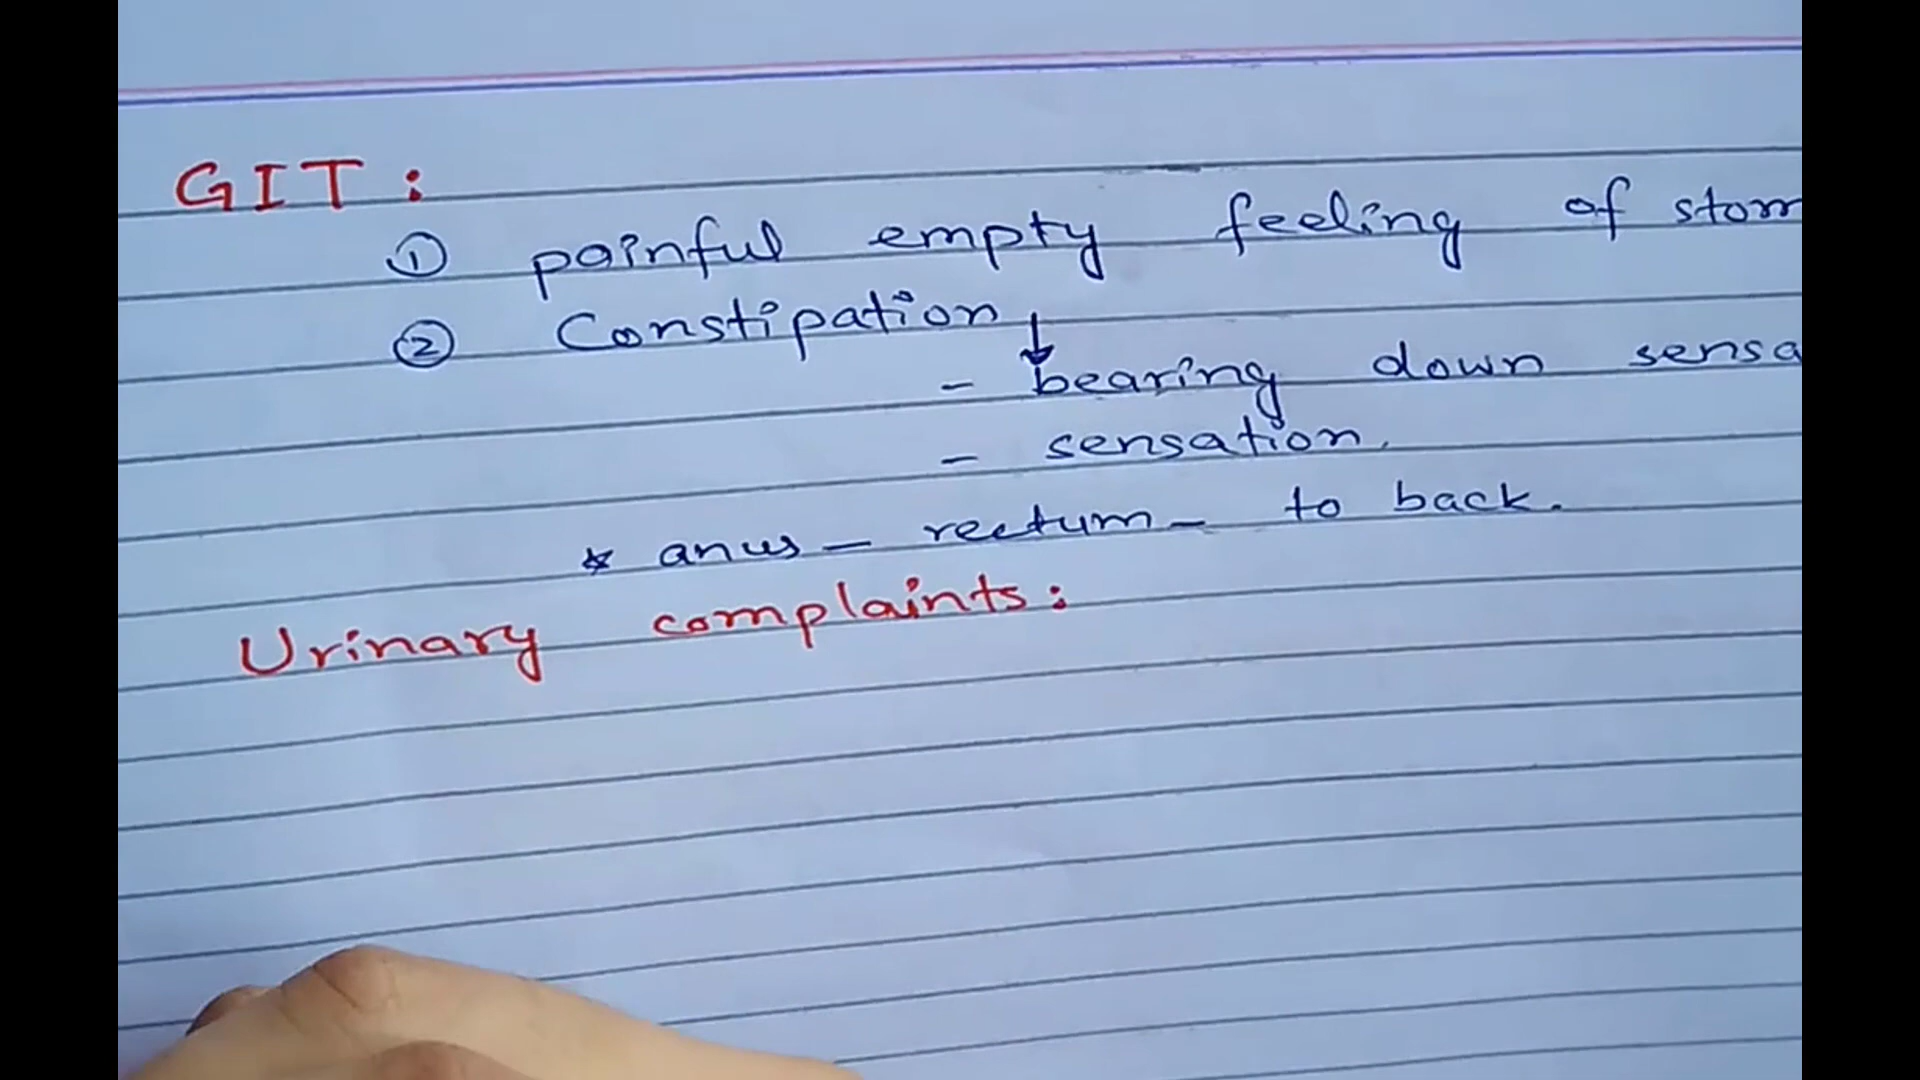 GIT :
① painful empty feeling of stom
② Constipation ↓
- bearing down sensa
- sensation.
* anus - rectum - to back.
Urinary complaints :